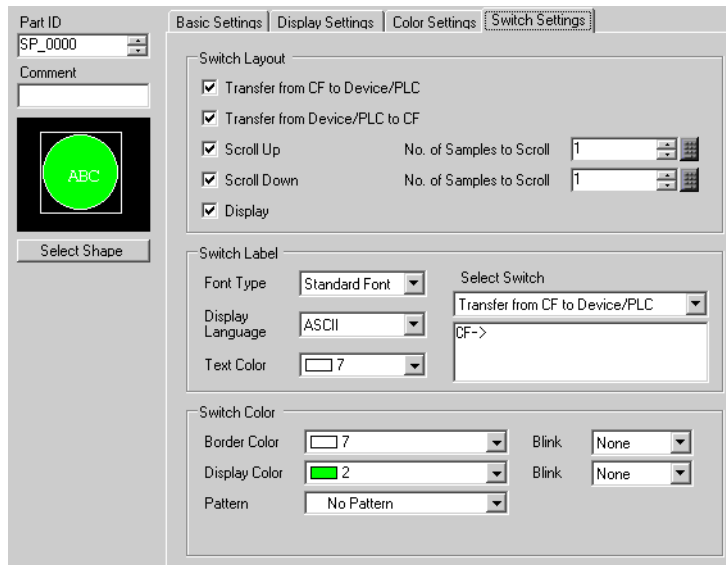 Part ID
SP_0000
Comment
ABC
Select Shape
Basic Settings Display Settings Color Settings Switch Settings
Switch Layout
Transfer from CF to Device/PLC
Transfer from Device/PLC to CF
Scroll Up No. of Samples to Scroll 1
Scroll Down No. of Samples to Scroll 1
Display
Switch Label
Font Type Standard Font
Display Language ASCII
Text Color 7
Select Switch
Transfer from CF to Device/PLC
CF->
Switch Color
Border Color 7 Blink None
Display Color 2 Blink None
Pattern No Pattern